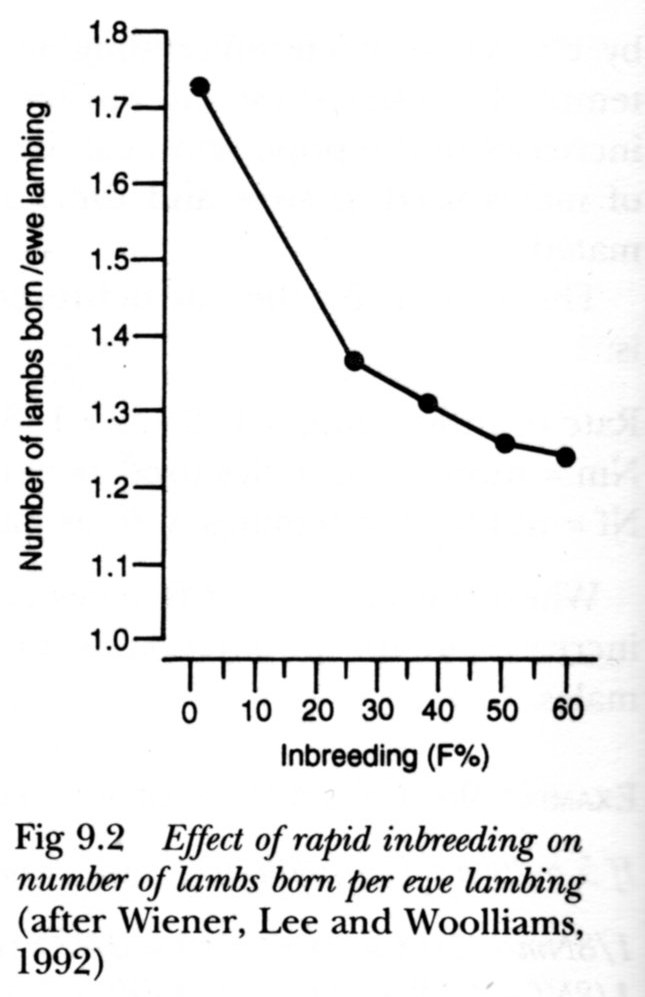 1.8
1.7
1.6
1.5
1.4
1.3
1.2
1.1
1.0
Number of lambs born /ewe lambing
0 10 20 30 40 50 60
Inbreeding (F%)
Fig 9.2 Effect of rapid inbreeding on
number of lambs born per ewe lambing
(after Wiener, Lee and Woolliams,
1992)